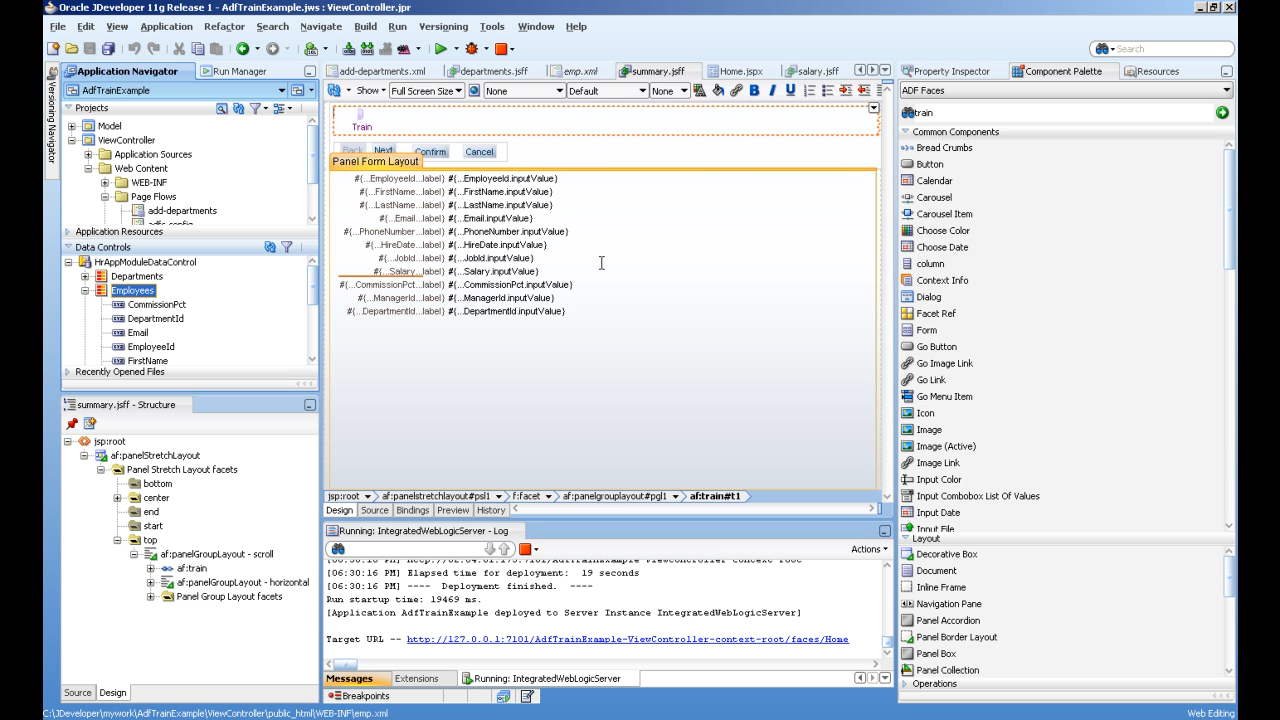 Oracle JDeveloper 11g Release 1 - AdfTrainExample.jws : ViewController.jpr
File Edit View Application Refactor Search Navigate Build Run Versioning Tools Window Help
Search
Versioning Navigator
Application Navigator Run Manager
AdfTrainExample
Projects
Model
ViewController
Application Sources
Web Content
WEB-INF
Page Flows
add-departments
adfc-config
Application Resources
Data Controls
HrAppModuleDataControl
Departments
Employees
CommissionPct
DepartmentId
Email
EmployeeId
FirstName
Recently Opened Files
summary.jsff - Structure
jsp:root
af:panelStretchLayout
Panel Stretch Layout facets
bottom
center
end
start
top
af:panelGroupLayout - scroll
af:train
af:panelGroupLayout - horizontal
Panel Group Layout facets
Source Design
add-departments.xml departments.jsff emp.xml summary.jsff Home.jspx salary.jsff
Show Full Screen Size None Default None
Train
Back Next Confirm Cancel
Panel Form Layout
#{...EmployeeId...label} #{...EmployeeId.inputValue}
#{...FirstName...label} #{...FirstName.inputValue}
#{...LastName...label} #{...LastName.inputValue}
#{...Email...label} #{...Email.inputValue}
#{...PhoneNumber...label} #{...PhoneNumber.inputValue}
#{...HireDate...label} #{...HireDate.inputValue}
#{...JobId...label} #{...JobId.inputValue}
#{...Salary...label} #{...Salary.inputValue}
#{...CommissionPct...label} #{...CommissionPct.inputValue}
#{...ManagerId...label} #{...ManagerId.inputValue}
#{...DepartmentId...label} #{...DepartmentId.inputValue}
jsp:root af:panelstretchlayout#psl1 f:facet af:panelgrouplayout#pgl1 af:train#t1
Design Source Bindings Preview History
Running: IntegratedWebLogicServer - Log
Actions
[06:30:16 PM] Elapsed time for deployment: 19 seconds
[06:30:16 PM] ---- Deployment finished. ----
Run startup time: 19469 ms.
[Application AdfTrainExample deployed to Server Instance IntegratedWebLogicServer]
Target URL -- http://127.0.0.1:7101/AdfTrainExample-ViewController-context-root/faces/Home
Messages Extensions Running: IntegratedWebLogicServer
Breakpoints
Property Inspector Component Palette Resources
ADF Faces
train
Common Components
Bread Crumbs
Button
Calendar
Carousel
Carousel Item
Choose Color
Choose Date
column
Context Info
Dialog
Facet Ref
Form
Go Button
Go Image Link
Go Link
Go Menu Item
Icon
Image
Image (Active)
Image Link
Input Color
Input Combobox List Of Values
Input Date
Input File
Layout
Decorative Box
Document
Inline Frame
Navigation Pane
Panel Accordion
Panel Border Layout
Panel Box
Panel Collection
Operations
C:\JDeveloper\mywork\AdfTrainExample\ViewController\public_html\WEB-INF\emp.xml
Web Editing